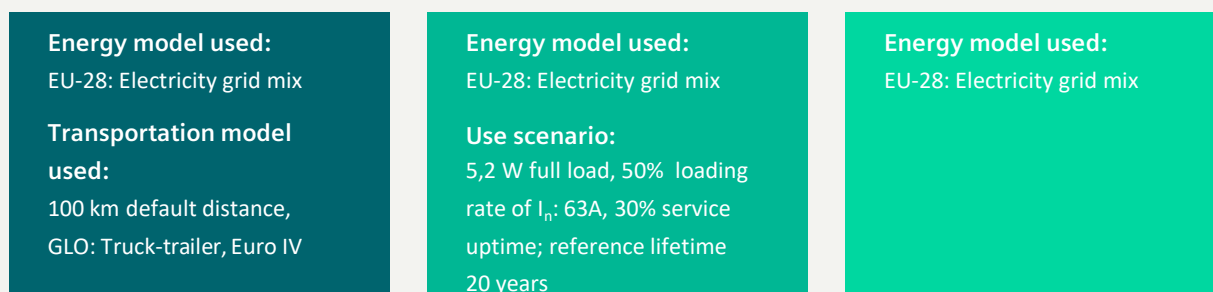 Energy model used:
EU-28: Electricity grid mix
Transportation model
used:
100 km default distance,
GLO: Truck-trailer, Euro IV
Energy model used:
EU-28: Electricity grid mix
Use scenario:
5,2 W full load, 50% loading
rate of Iₙ: 63A, 30% service
uptime; reference lifetime
20 years
Energy model used:
EU-28: Electricity grid mix